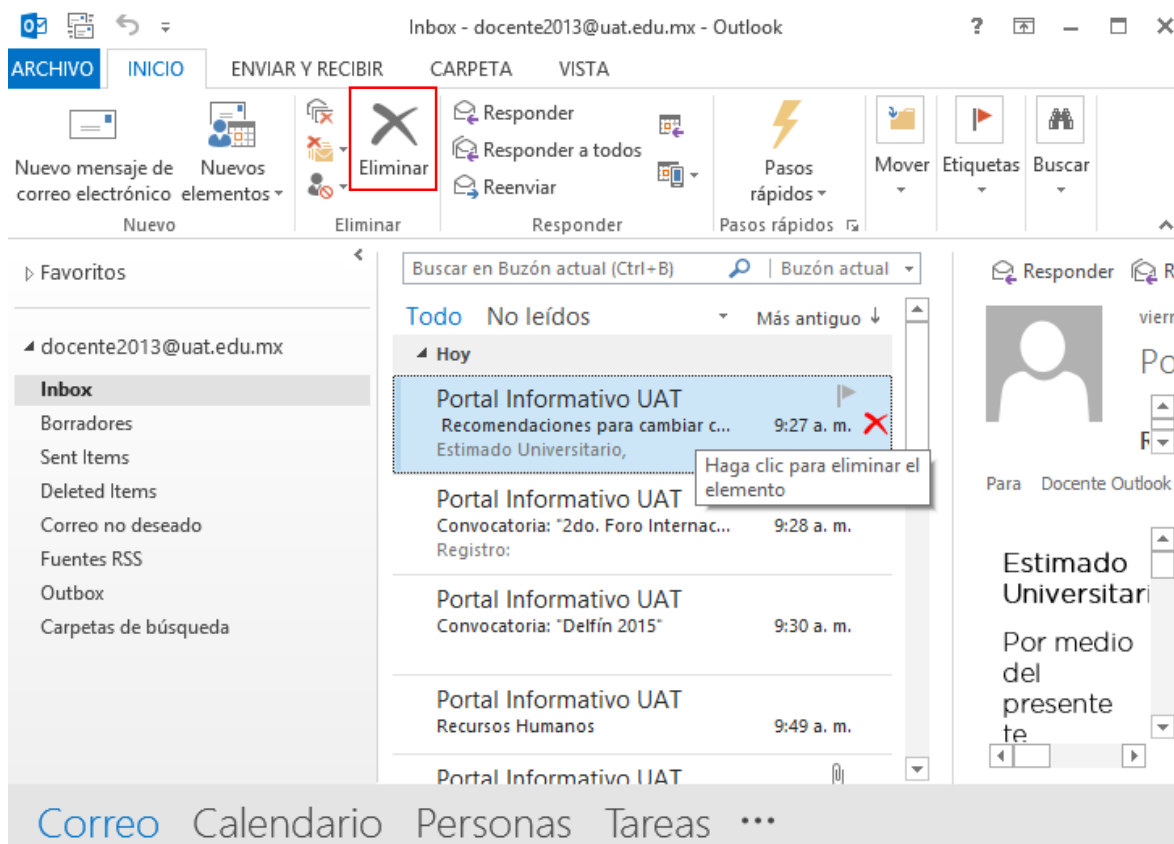 Inbox - docente2013@uat.edu.mx - Outlook
ARCHIVO INICIO ENVIAR Y RECIBIR CARPETA VISTA
Nuevo mensaje de
correo electrónico
Nuevos
elementos
Nuevo
Eliminar
Eliminar
Responder
Responder a todos
Reenviar
Responder
Pasos
rápidos
Pasos rápidos
Mover
Etiquetas
Buscar
Favoritos
docente2013@uat.edu.mx
Inbox
Borradores
Sent Items
Deleted Items
Correo no deseado
Fuentes RSS
Outbox
Carpetas de búsqueda
Buscar en Buzón actual (Ctrl+B) Buzón actual
Todo No leídos Más antiguo
Hoy
Portal Informativo UAT
Recomendaciones para cambiar c... 9:27 a. m.
Estimado Universitario,
Haga clic para eliminar el
elemento
Portal Informativo UAT
Convocatoria: "2do. Foro Internac... 9:28 a. m.
Registro:
Portal Informativo UAT
Convocatoria: "Delfín 2015" 9:30 a. m.
Portal Informativo UAT
Recursos Humanos 9:49 a. m.
Portal Informativo UAT
Responder R
vierr
Po
R
Para Docente Outlook
Estimado
Universitari
Por medio
del
presente
te
Correo Calendario Personas Tareas ...